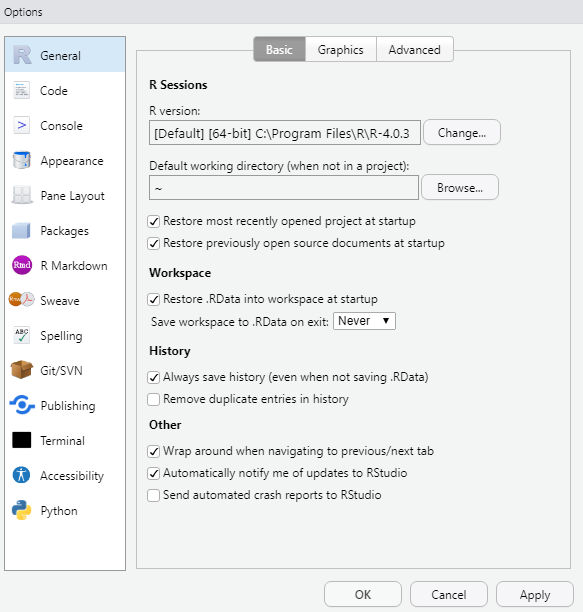 Options
General
Code
Console
Appearance
Pane Layout
Packages
Rmd
R Markdown
Rnw
Sweave
ABC
Spelling
Git/SVN
Publishing
Terminal
Accessibility
Python
Basic Graphics Advanced
R Sessions
R version:
[Default] [64-bit] C:\Program Files\R\R-4.0.3 Change...
Default working directory (when not in a project):
~ Browse...
Restore most recently opened project at startup
Restore previously open source documents at startup
Workspace
Restore .RData into workspace at startup
Save workspace to .RData on exit: Never
History
Always save history (even when not saving .RData)
Remove duplicate entries in history
Other
Wrap around when navigating to previous/next tab
Automatically notify me of updates to RStudio
Send automated crash reports to RStudio
OK Cancel Apply